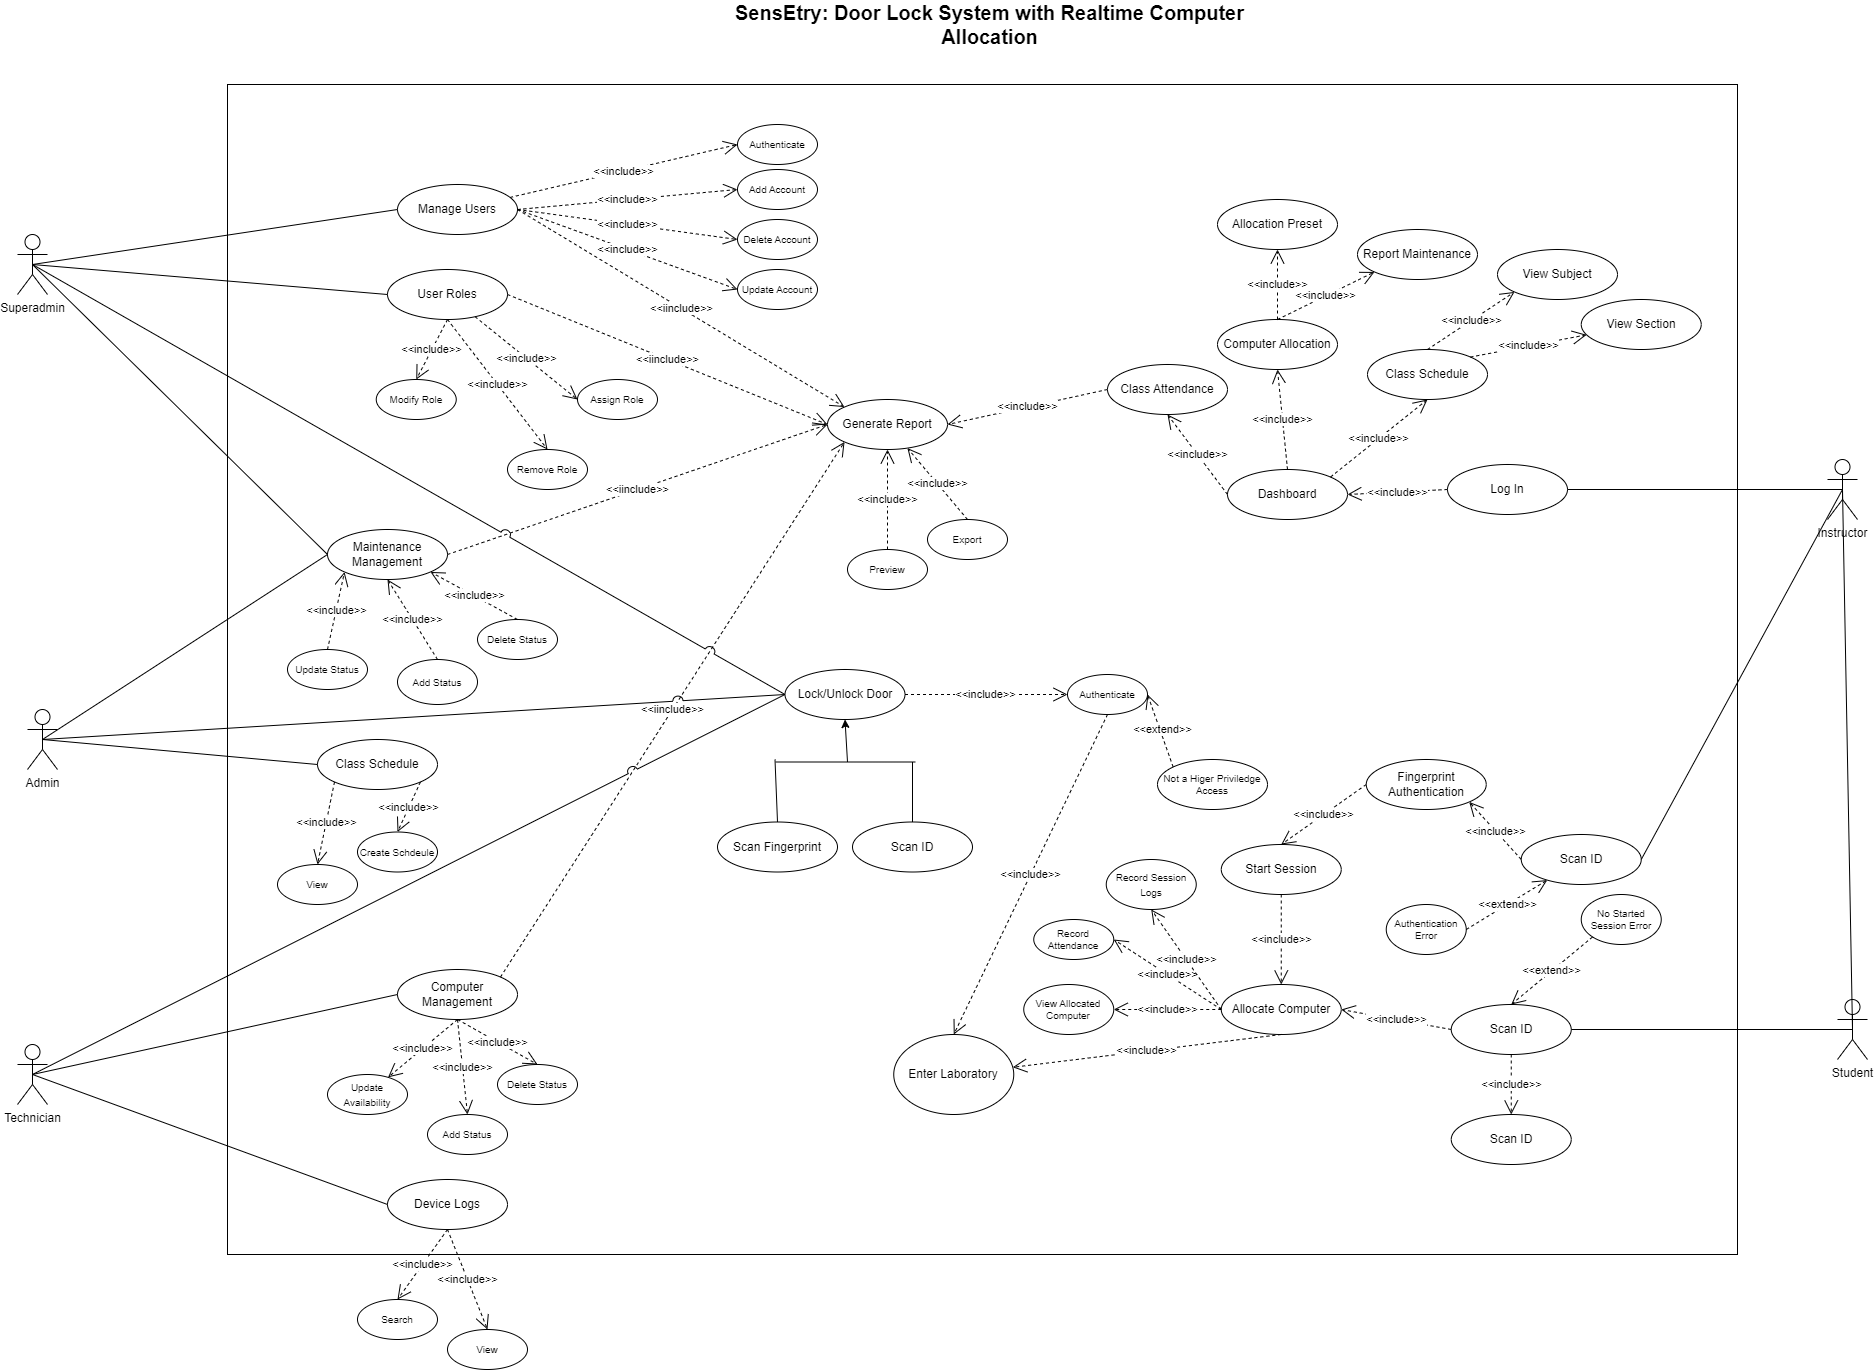 SensEtry: Door Lock System with Realtime Computer
Allocation
Authenticate
<<include>>
Add Account
Manage Users
<<include>>
<<include>>
Delete Account
<<include>>
Update Account
<<iinclude>>
Superadmin
User Roles
<<include>>
<<include>>
<<iinclude>>
<<include>>
Modify Role
Assign Role
Remove Role
Allocation Preset
Report Maintenance
<<include>>
<<include>>
View Subject
<<include>>
View Section
<<include>>
Computer Allocation
Class Schedule
Class Attendance
<<include>>
<<include>>
<<include>>
<<include>>
Generate Report
Dashboard
<<include>>
Log In
Instructor
<<include>>
<<include>>
Export
Preview
<<iinclude>>
Maintenance
Management
<<include>>
<<include>>
<<include>>
Delete Status
Update Status
Add Status
Lock/Unlock Door
<<include>>
Authenticate
<<iinclude>>
<<extend>>
Not a Higer Priviledge
Access
Admin
Class Schedule
<<include>>
<<include>>
Create Schdeule
View
Scan Fingerprint
Scan ID
Fingerprint
Authentication
<<include>>
<<include>>
Start Session
Scan ID
<<include>>
Record Session
Logs
<<extend>>
Authentication
Error
No Started
Session Error
Record
Attendance
<<include>>
<<include>>
<<include>>
<<extend>>
View Allocated
Computer
<<include>>
Allocate Computer
<<include>>
Scan ID
<<include>>
Enter Laboratory
<<include>>
Scan ID
Student
Computer
Management
<<include>>
<<include>>
<<include>>
Update
Availability
Delete Status
Add Status
Technician
Device Logs
<<include>>
<<include>>
Search
View